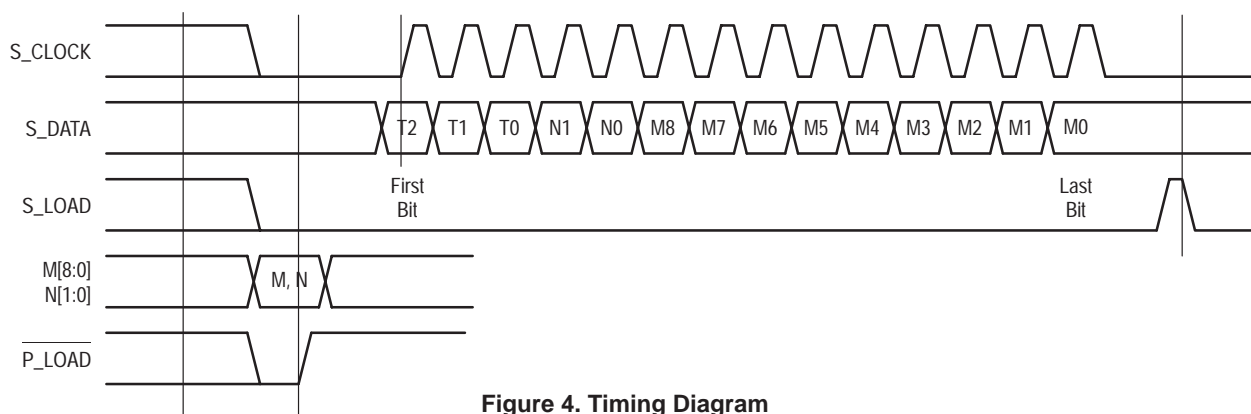 S_CLOCK
S_DATA
T2 T1 T0 N1 N0 M8 M7 M6 M5 M4 M3 M2 M1 M0
First
Bit
Last
Bit
S_LOAD
M[8:0]
N[1:0]
M, N
P_LOAD
Figure 4. Timing Diagram